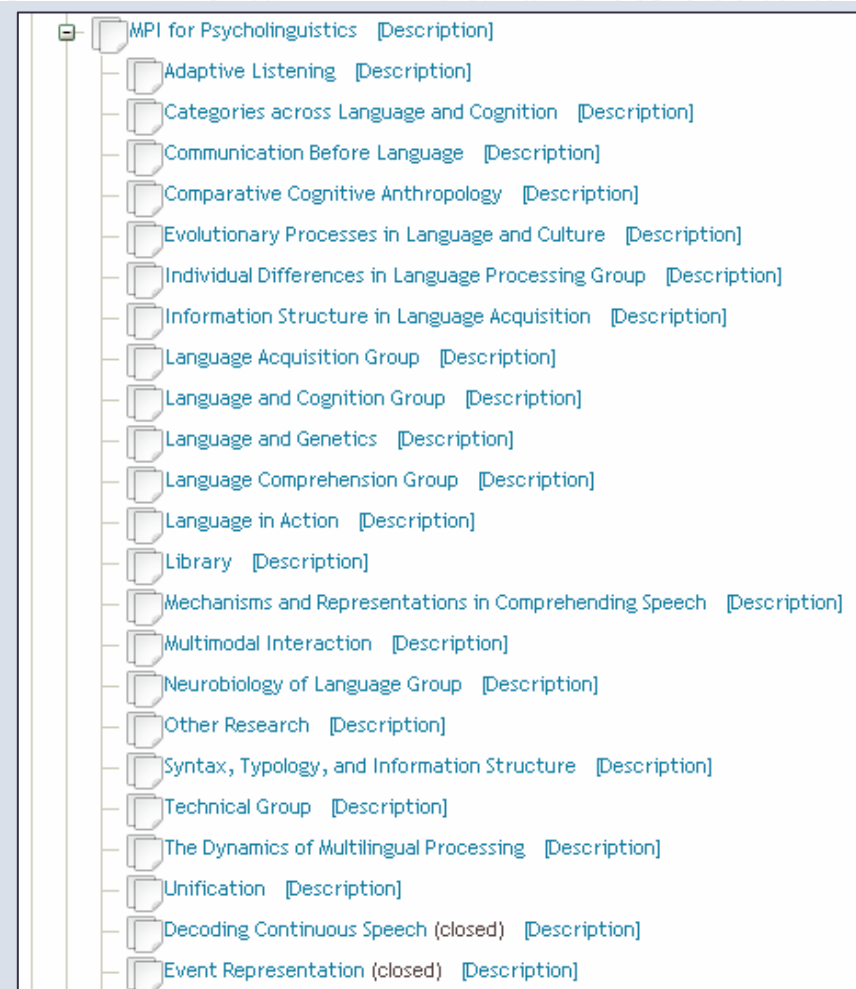 MPI for Psycholinguistics [Description]
Adaptive Listening [Description]
Categories across Language and Cognition [Description]
Communication Before Language [Description]
Comparative Cognitive Anthropology [Description]
Evolutionary Processes in Language and Culture [Description]
Individual Differences in Language Processing Group [Description]
Information Structure in Language Acquisition [Description]
Language Acquisition Group [Description]
Language and Cognition Group [Description]
Language and Genetics [Description]
Language Comprehension Group [Description]
Language in Action [Description]
Library [Description]
Mechanisms and Representations in Comprehending Speech [Description]
Multimodal Interaction [Description]
Neurobiology of Language Group [Description]
Other Research [Description]
Syntax, Typology, and Information Structure [Description]
Technical Group [Description]
The Dynamics of Multilingual Processing [Description]
Unification [Description]
Decoding Continuous Speech (closed) [Description]
Event Representation (closed) [Description]